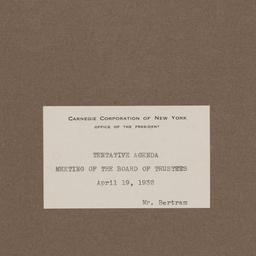 CARNEGIE CORPORATION OF NEW YORK
OFFICE OF THE PRESIDENT
TENTATIVE AGENDA
MEETING OF THE BOARD OF TRUSTEES
April 19, 1938
Mr. Bertram